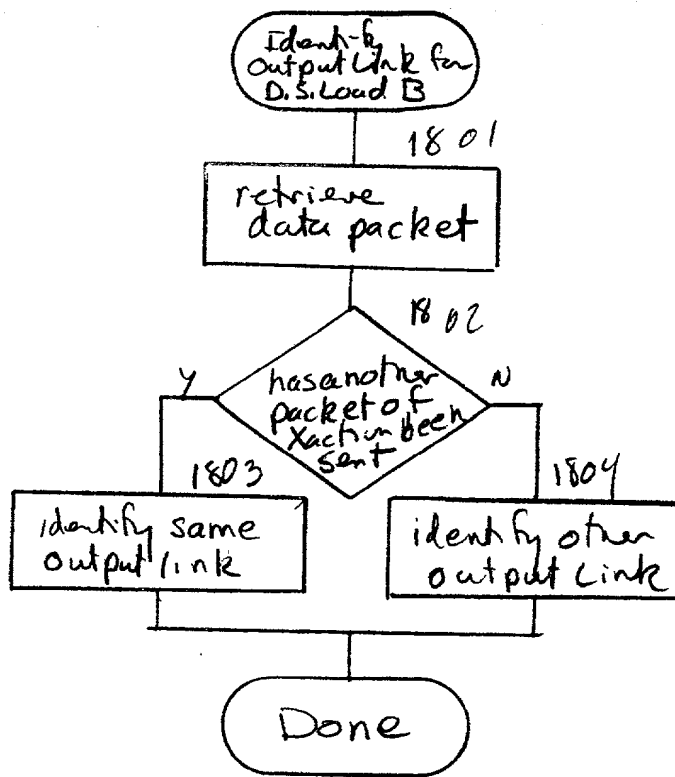 Identify
Output Link for
D.S. Load B
1801
retrieve
data packet
1802
has another
packet of
Xaction been
sent
Y
N
1803
identify same
output link
1804
identify other
output Link
Done